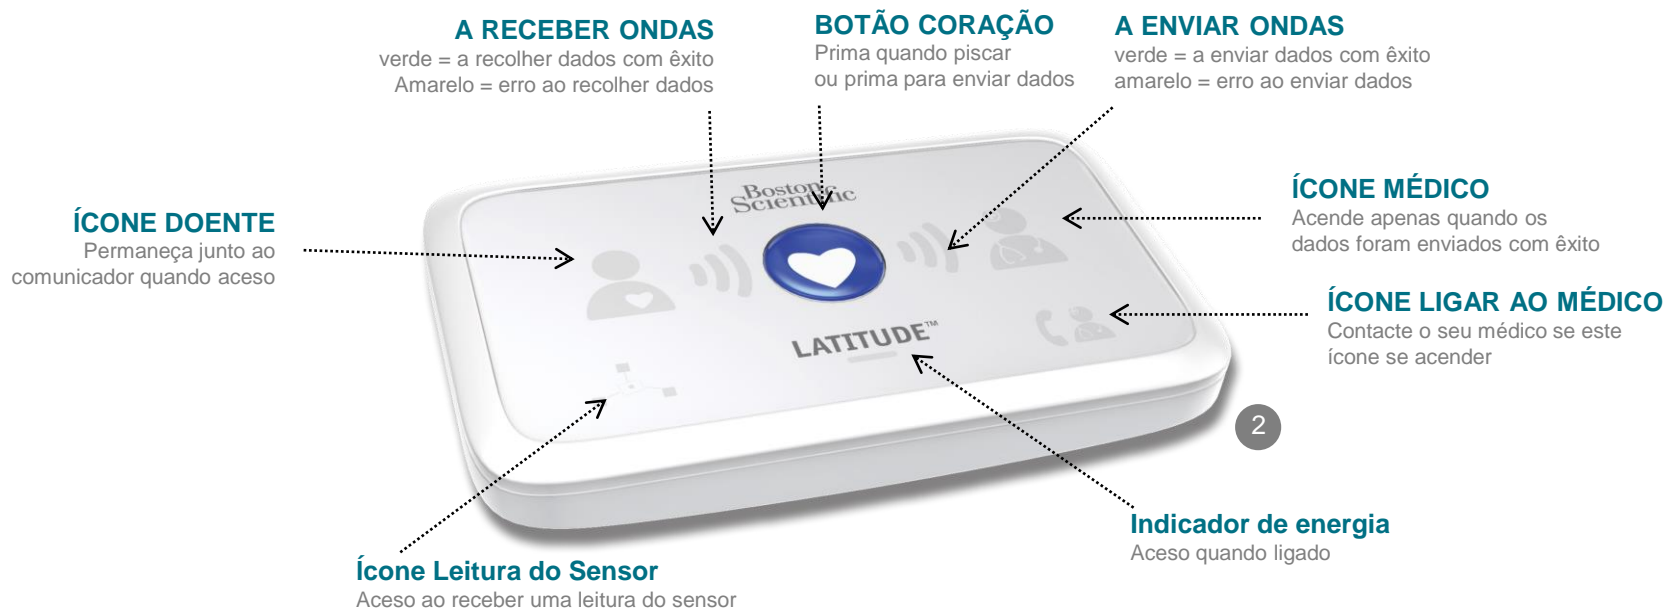 A RECEBER ONDAS
verde = a recolher dados com êxito
Amarelo = erro ao recolher dados
BOTÃO CORAÇÃO
Prima quando piscar
ou prima para enviar dados
A ENVIAR ONDAS
verde = a enviar dados com êxito
amarelo = erro ao enviar dados
ÍCONE DOENTE
Permaneça junto ao
comunicador quando aceso
Boston
Scientific
LATITUDE™
ÍCONE MÉDICO
Acende apenas quando os
dados foram enviados com êxito
ÍCONE LIGAR AO MÉDICO
Contacte o seu médico se este
ícone se acender
2
Indicador de energia
Aceso quando ligado
Ícone Leitura do Sensor
Aceso ao receber uma leitura do sensor